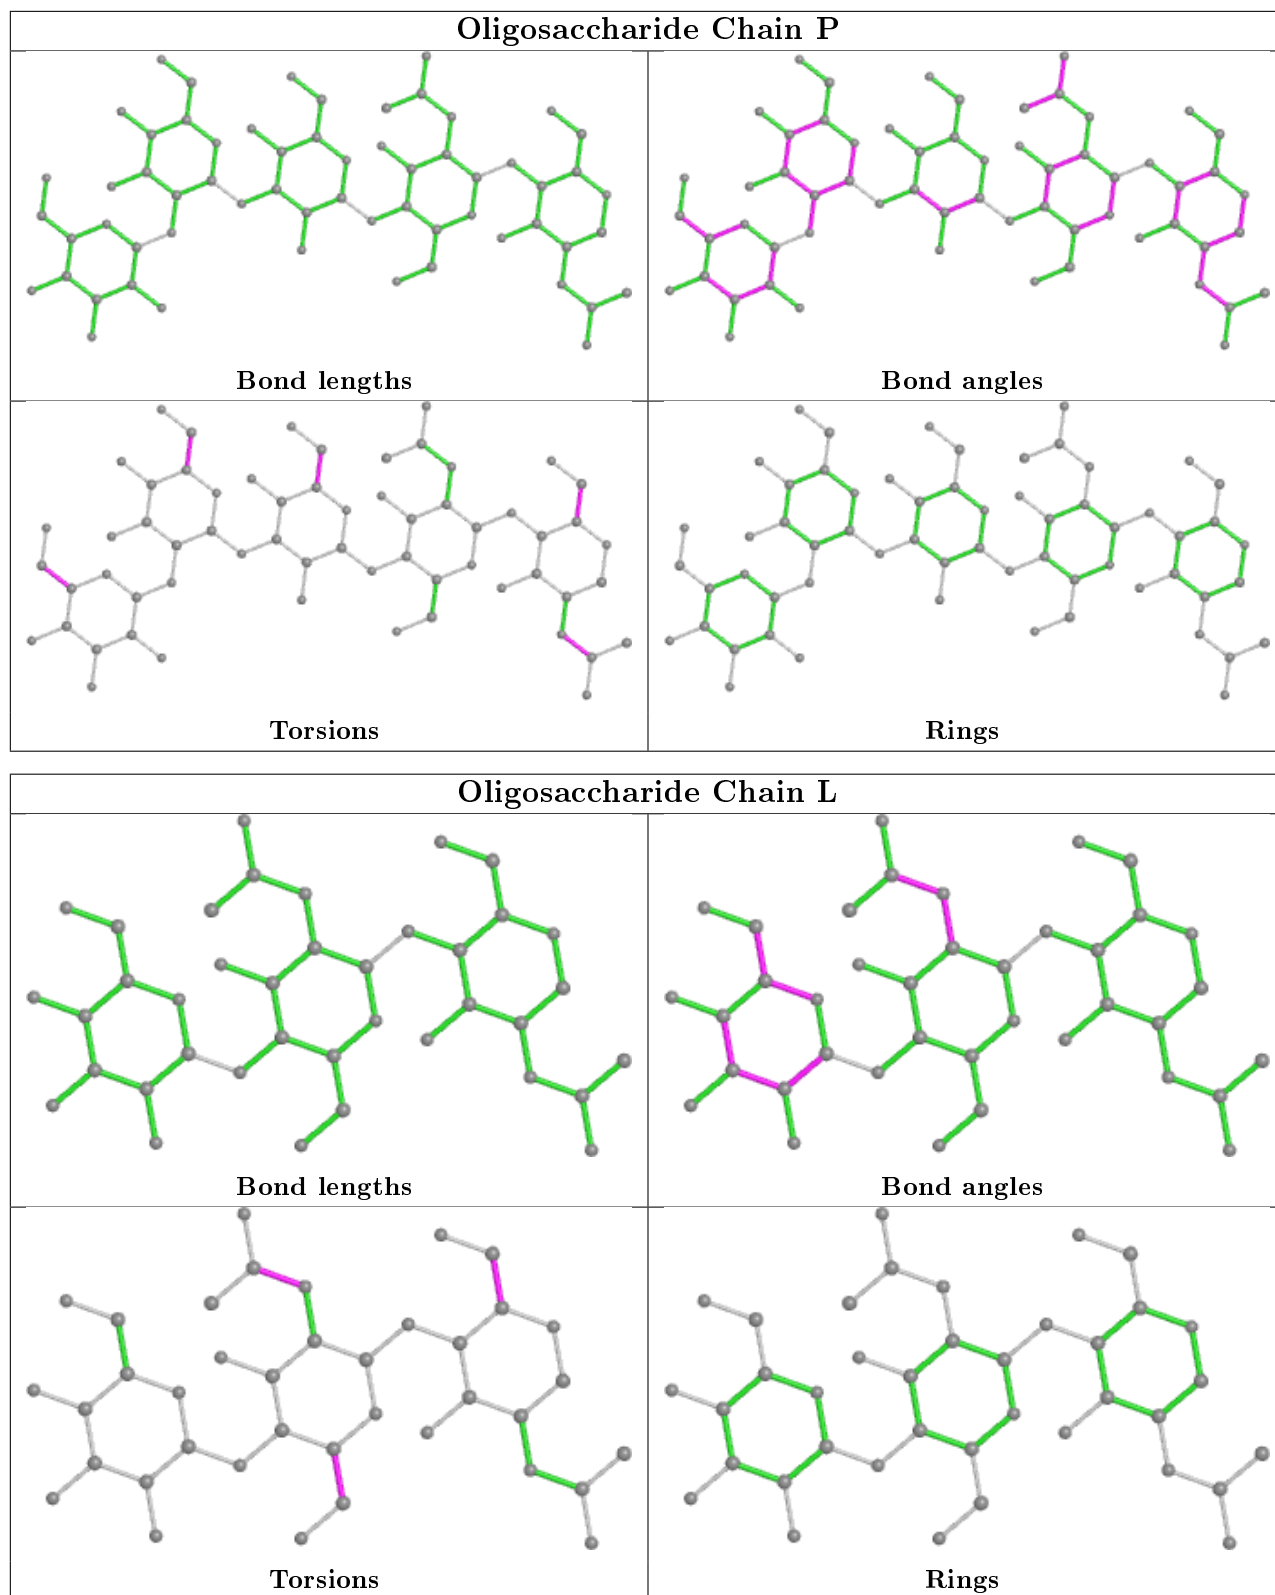 Oligosaccharide Chain P
Bond lengths
Bond angles
Torsions
Rings
Oligosaccharide Chain L
Bond lengths
Bond angles
Torsions
Rings